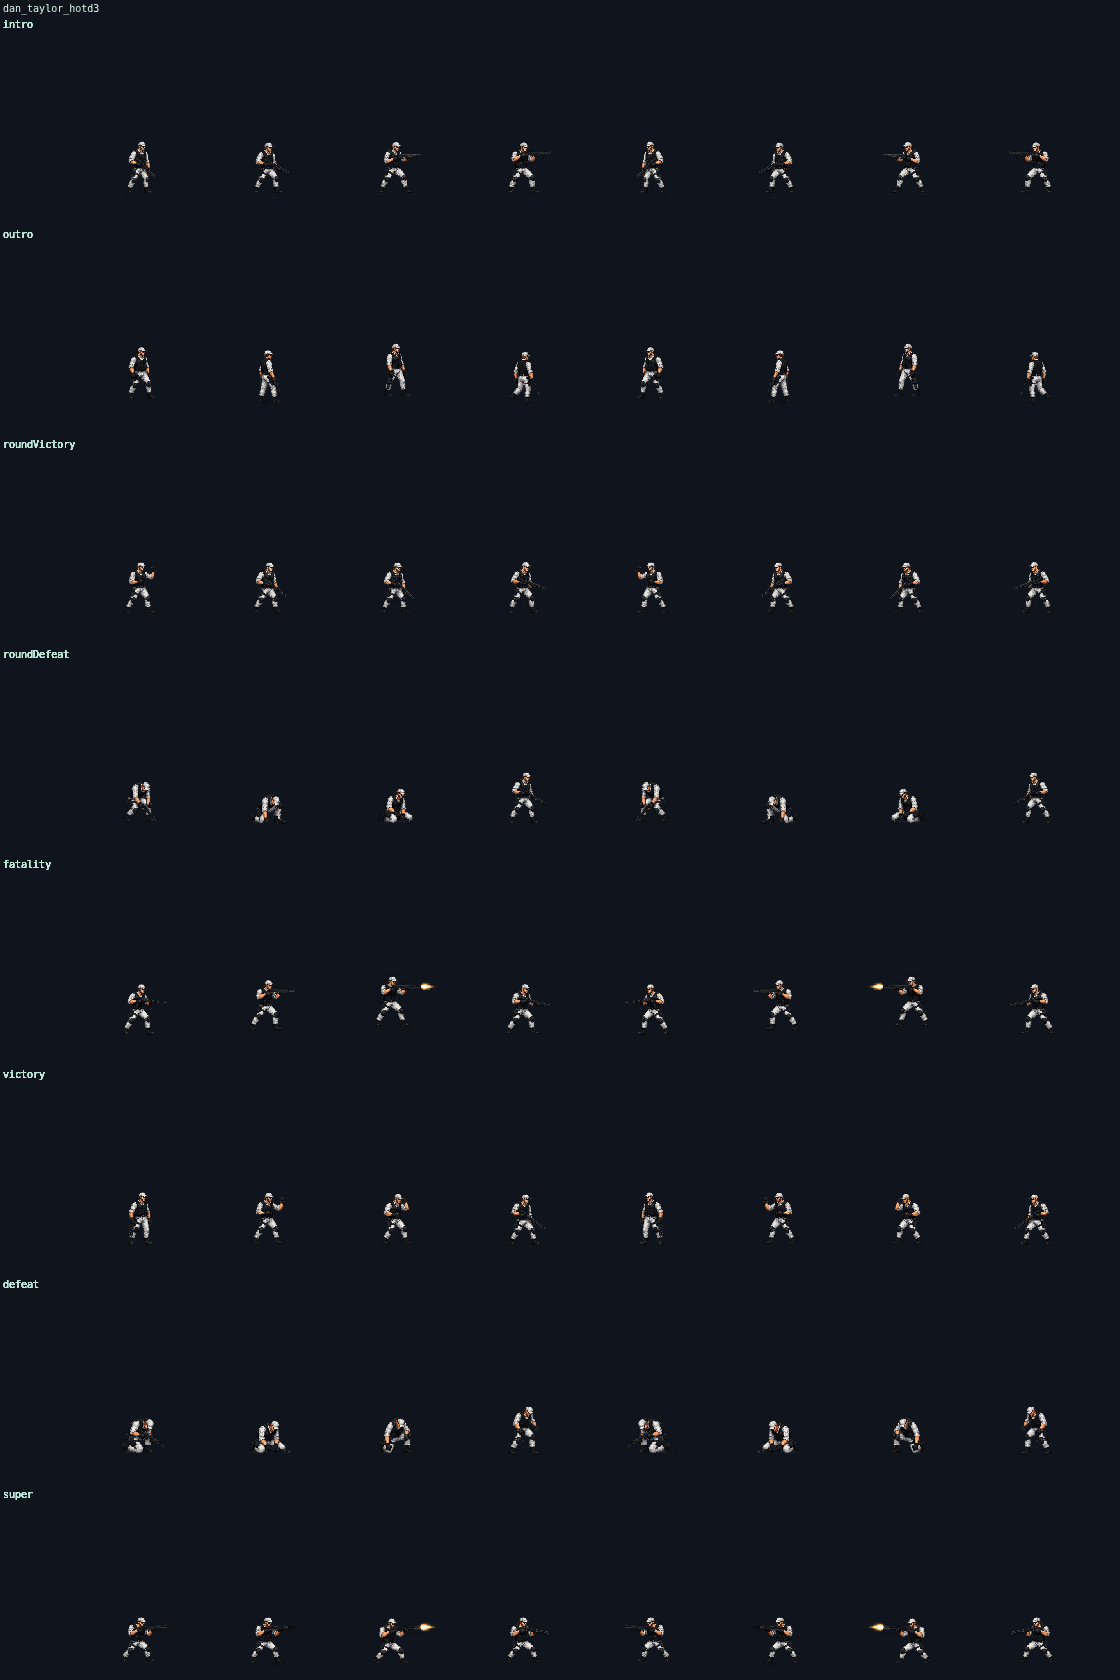 dan_taylor_hotd3
intro
outro
roundVictory
roundDefeat
fatality
victory
defeat
super